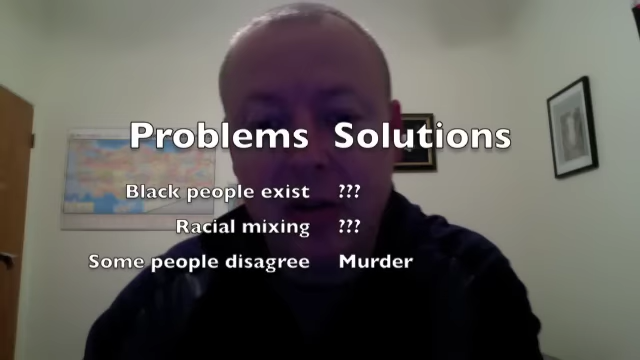 Problems Solutions
Black people exist ???
Racial mixing ???
Some people disagree Murder